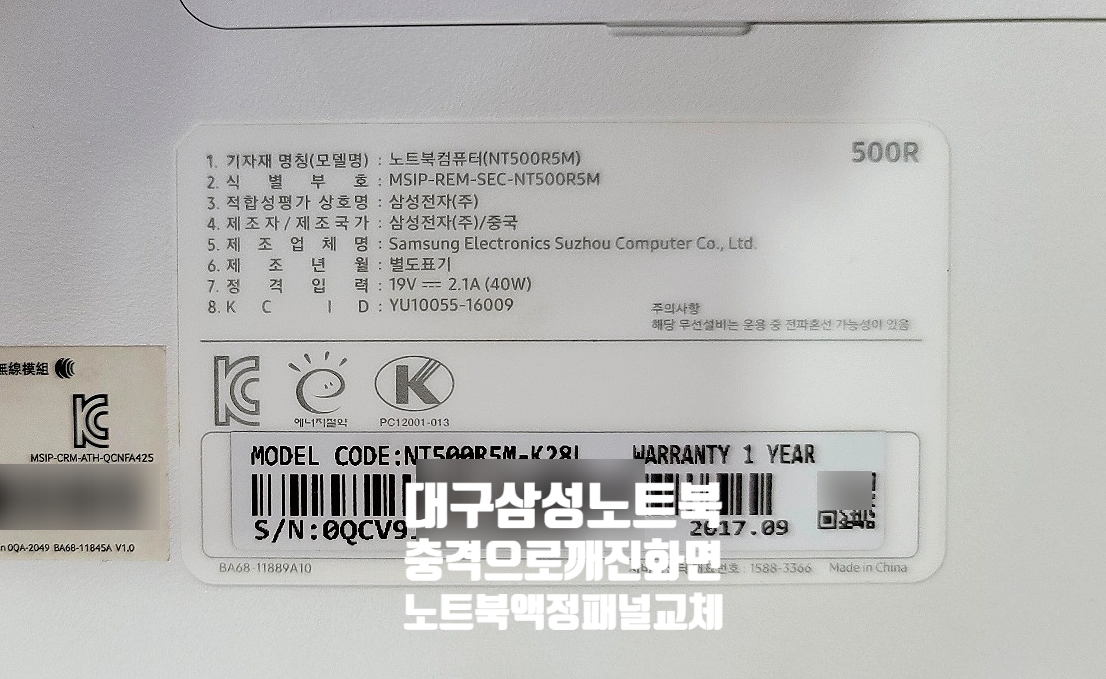 500R
1. 기자재 명칭(모델명) : 노트북컴퓨터(NT500R5M)
2. 식 별 부 호 : MSIP-REM-SEC-NT500R5M
3. 적합성평가 상호명 : 삼성전자(주)
4. 제조자/제조국가 : 삼성전자(주)/중국
5. 제 조 업 체 명 : Samsung Electronics Suzhou Computer Co., Ltd.
6. 제 조 년 월 : 별도표기
7. 정 격 입 력 : 19V ⎓ 2.1A (40W)
8. K C I D : YU10055-16009
주의사항
해당 무선설비는 운용 중 전파혼선 가능성이 있음
無線模組
에너지절약
PC12001-013
MSIP-CRM-ATH-QCNFA425
MODEL CODE:NT500R5M-K28L WARRANTY 1 YEAR
S/N:0QCV9
2017.09
대구삼성노트북
충격으로깨진화면
노트북액정패널교체
0QA-2049 BA68-11845A V1.0
BA68-11889A10
: 1588-3366 Made in China